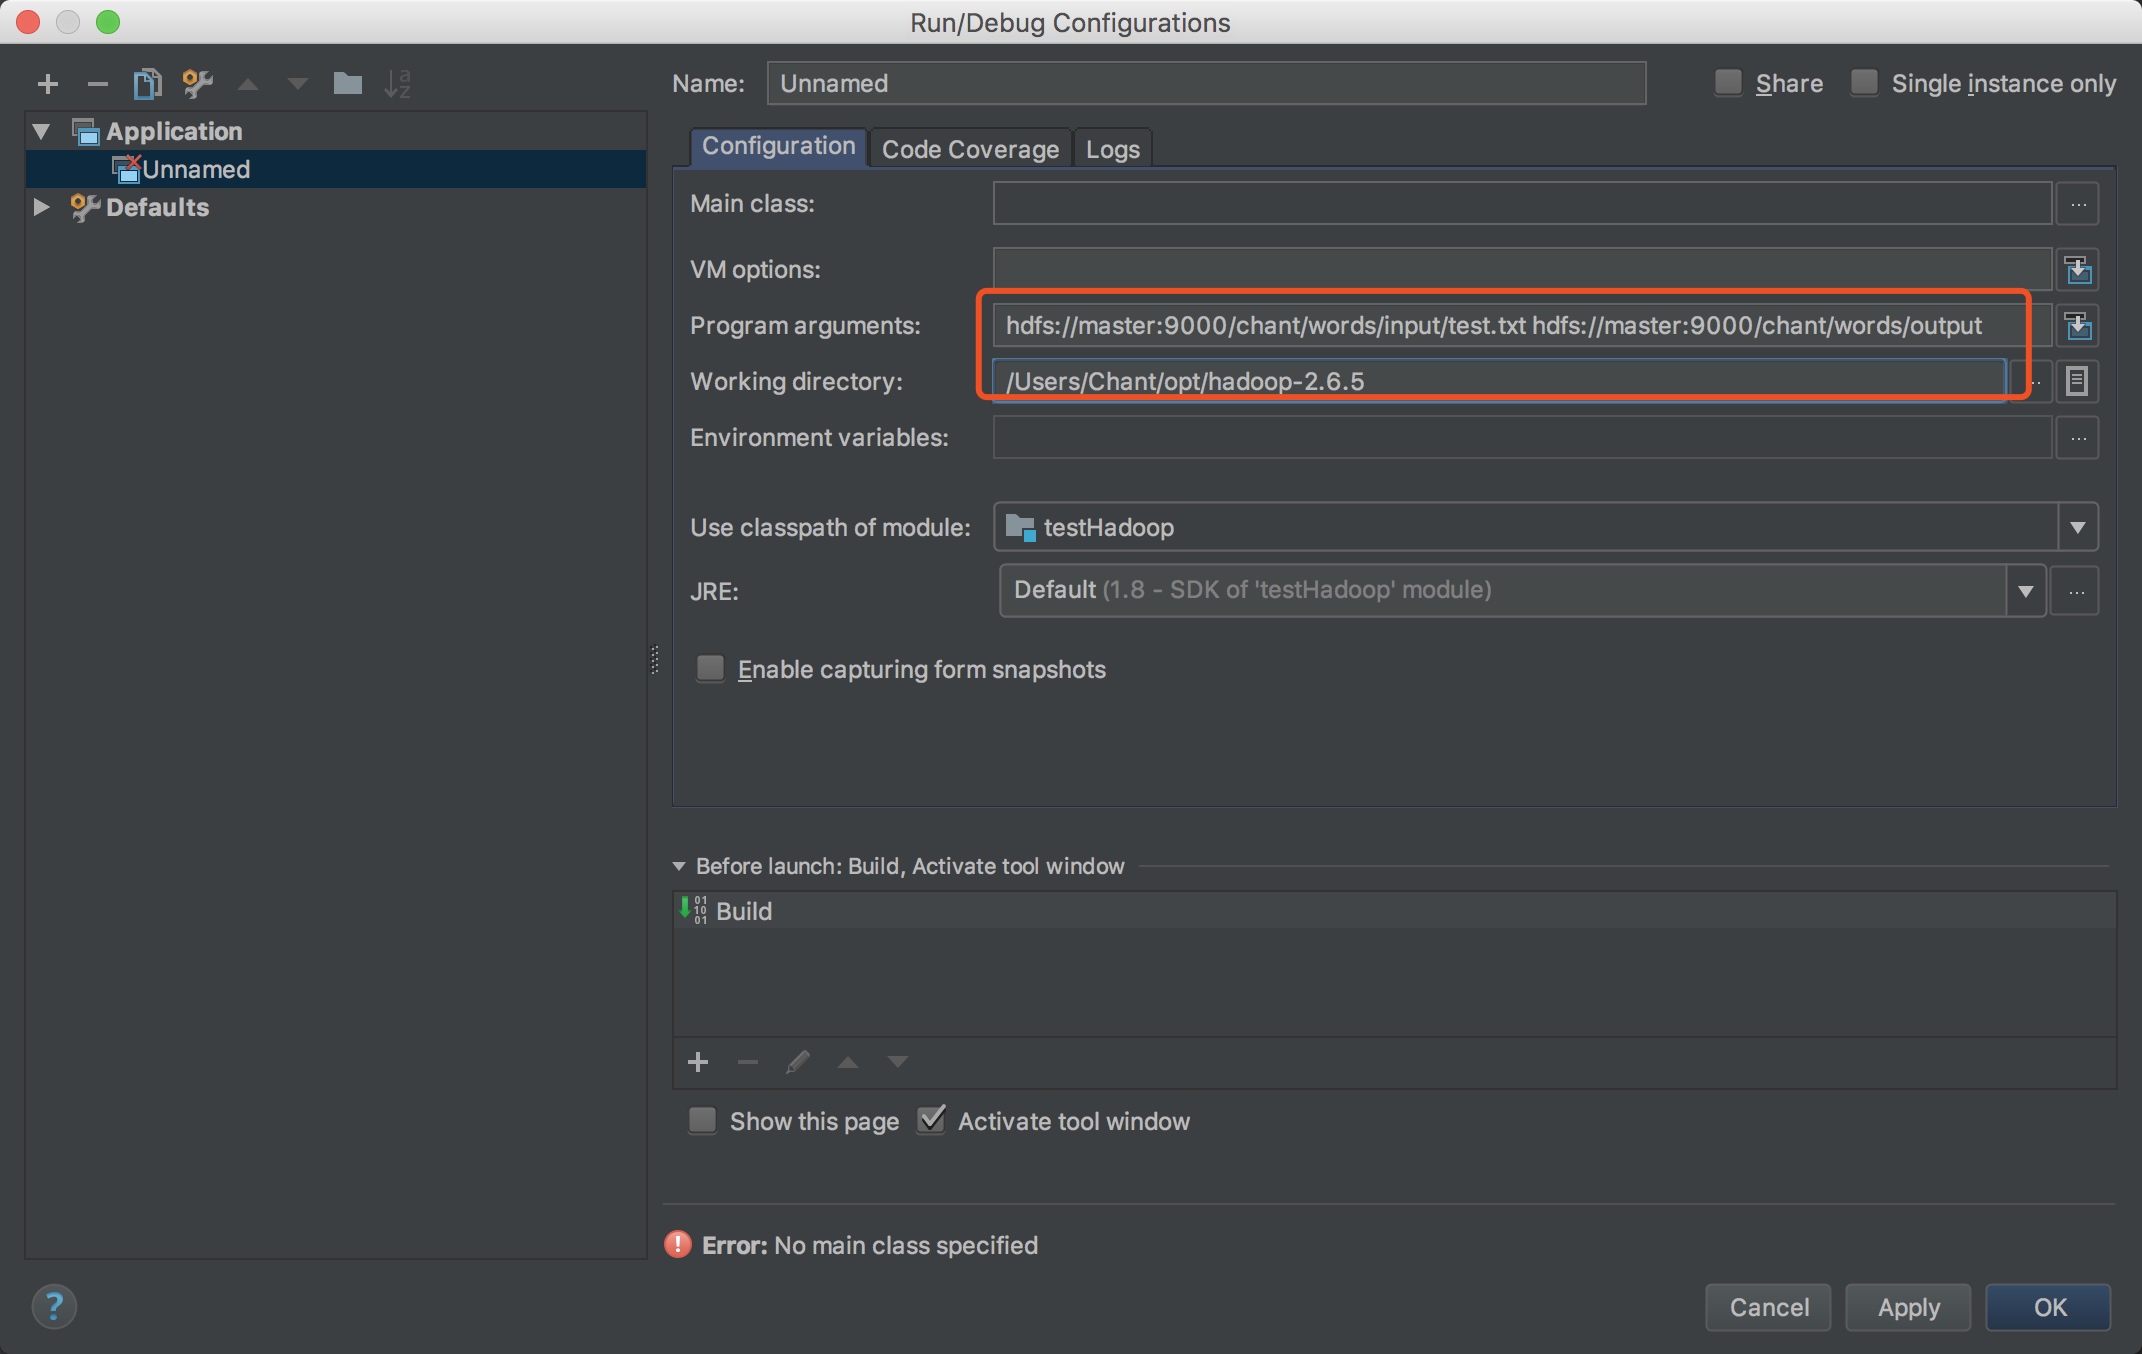 Run/Debug Configurations
Name: Unnamed Share Single instance only
Application
Unnamed
Defaults
Configuration Code Coverage Logs
Main class: ...
VM options:
Program arguments: hdfs://master:9000/chant/words/input/test.txt hdfs://master:9000/chant/words/output
Working directory: /Users/Chant/opt/hadoop-2.6.5
Environment variables: ...
Use classpath of module: testHadoop
JRE: Default (1.8 - SDK of 'testHadoop' module) ...
Enable capturing form snapshots
Before launch: Build, Activate tool window
Build
Show this page Activate tool window
Error: No main class specified
? Cancel Apply OK